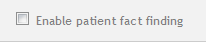 Enable patient fact finding